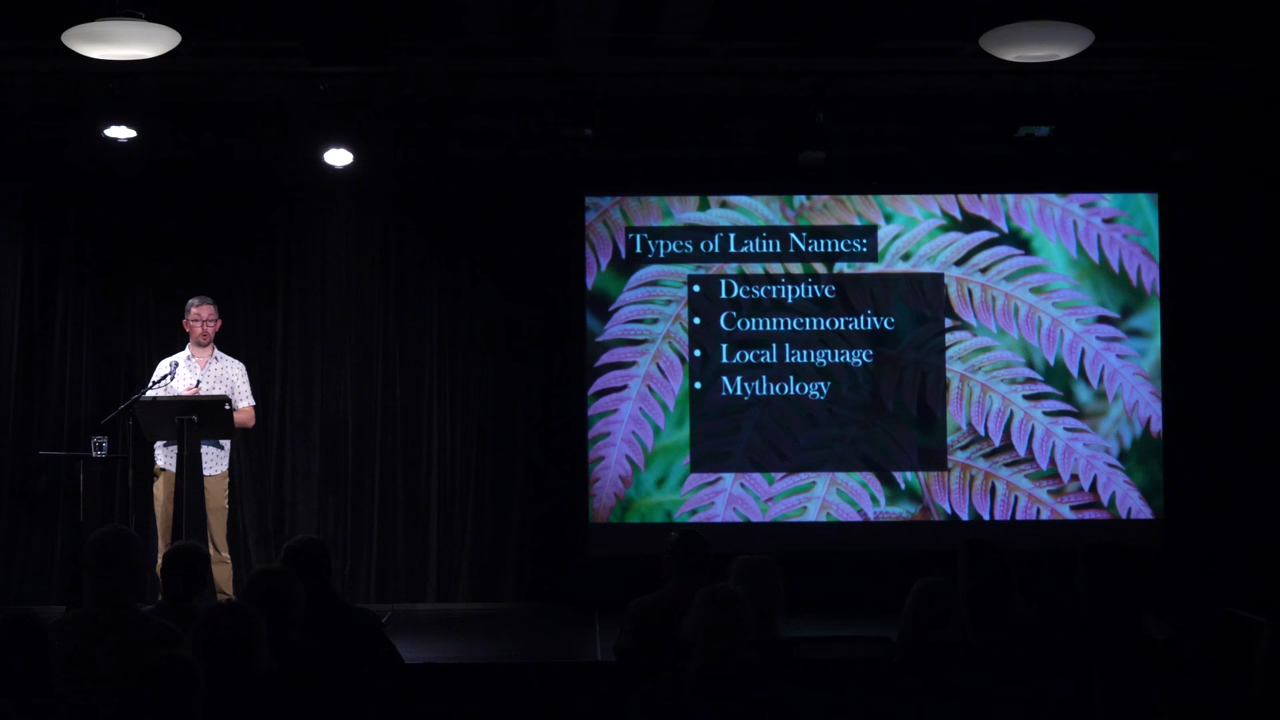 Types of Latin Names:
• Descriptive
• Commemorative
• Local language
• Mythology